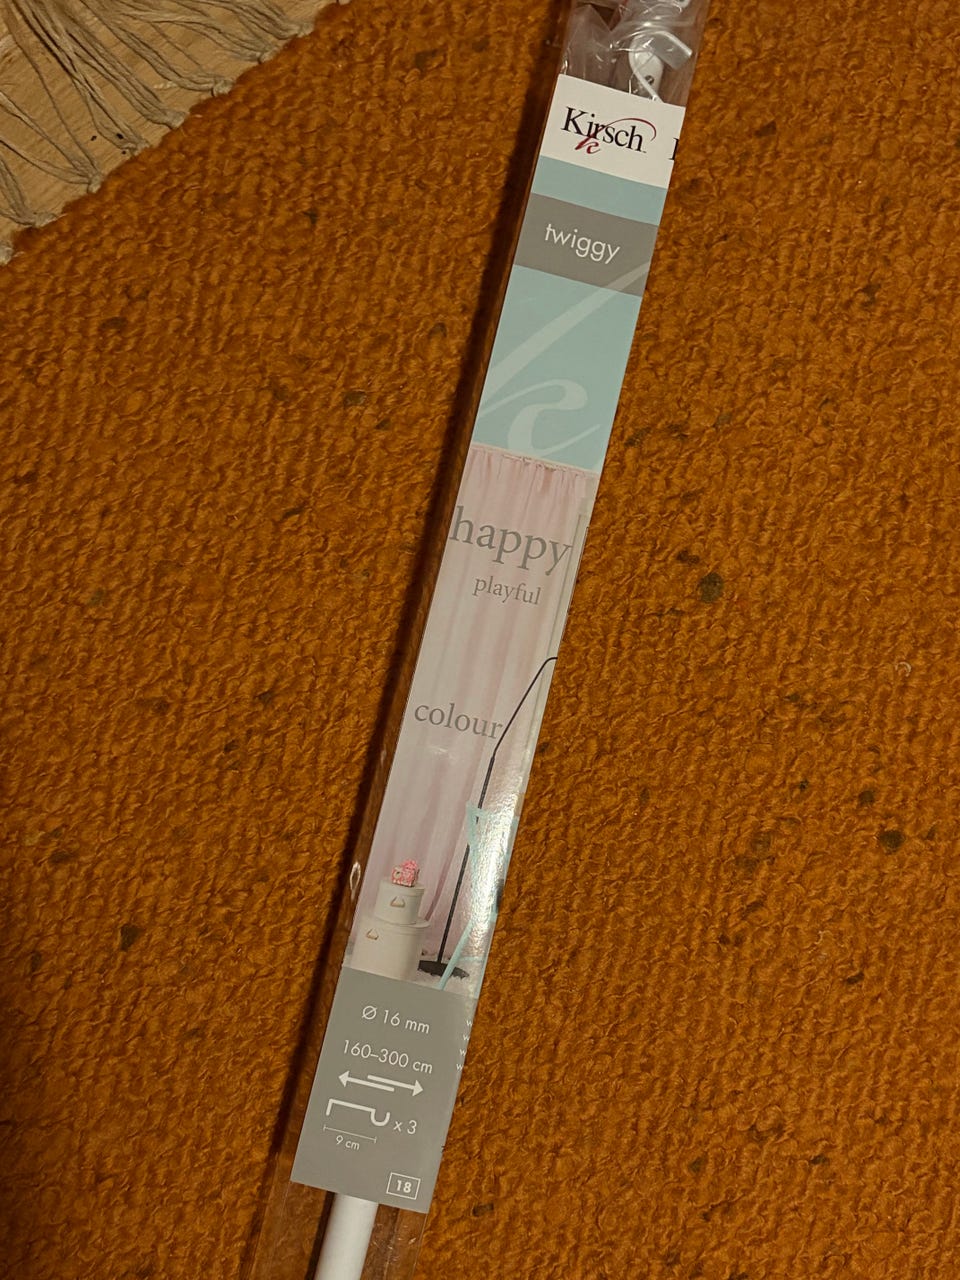 Kirsch
twiggy
happy
playful
colour
Ø 16 mm
160–300 cm
x 3
9 cm
18